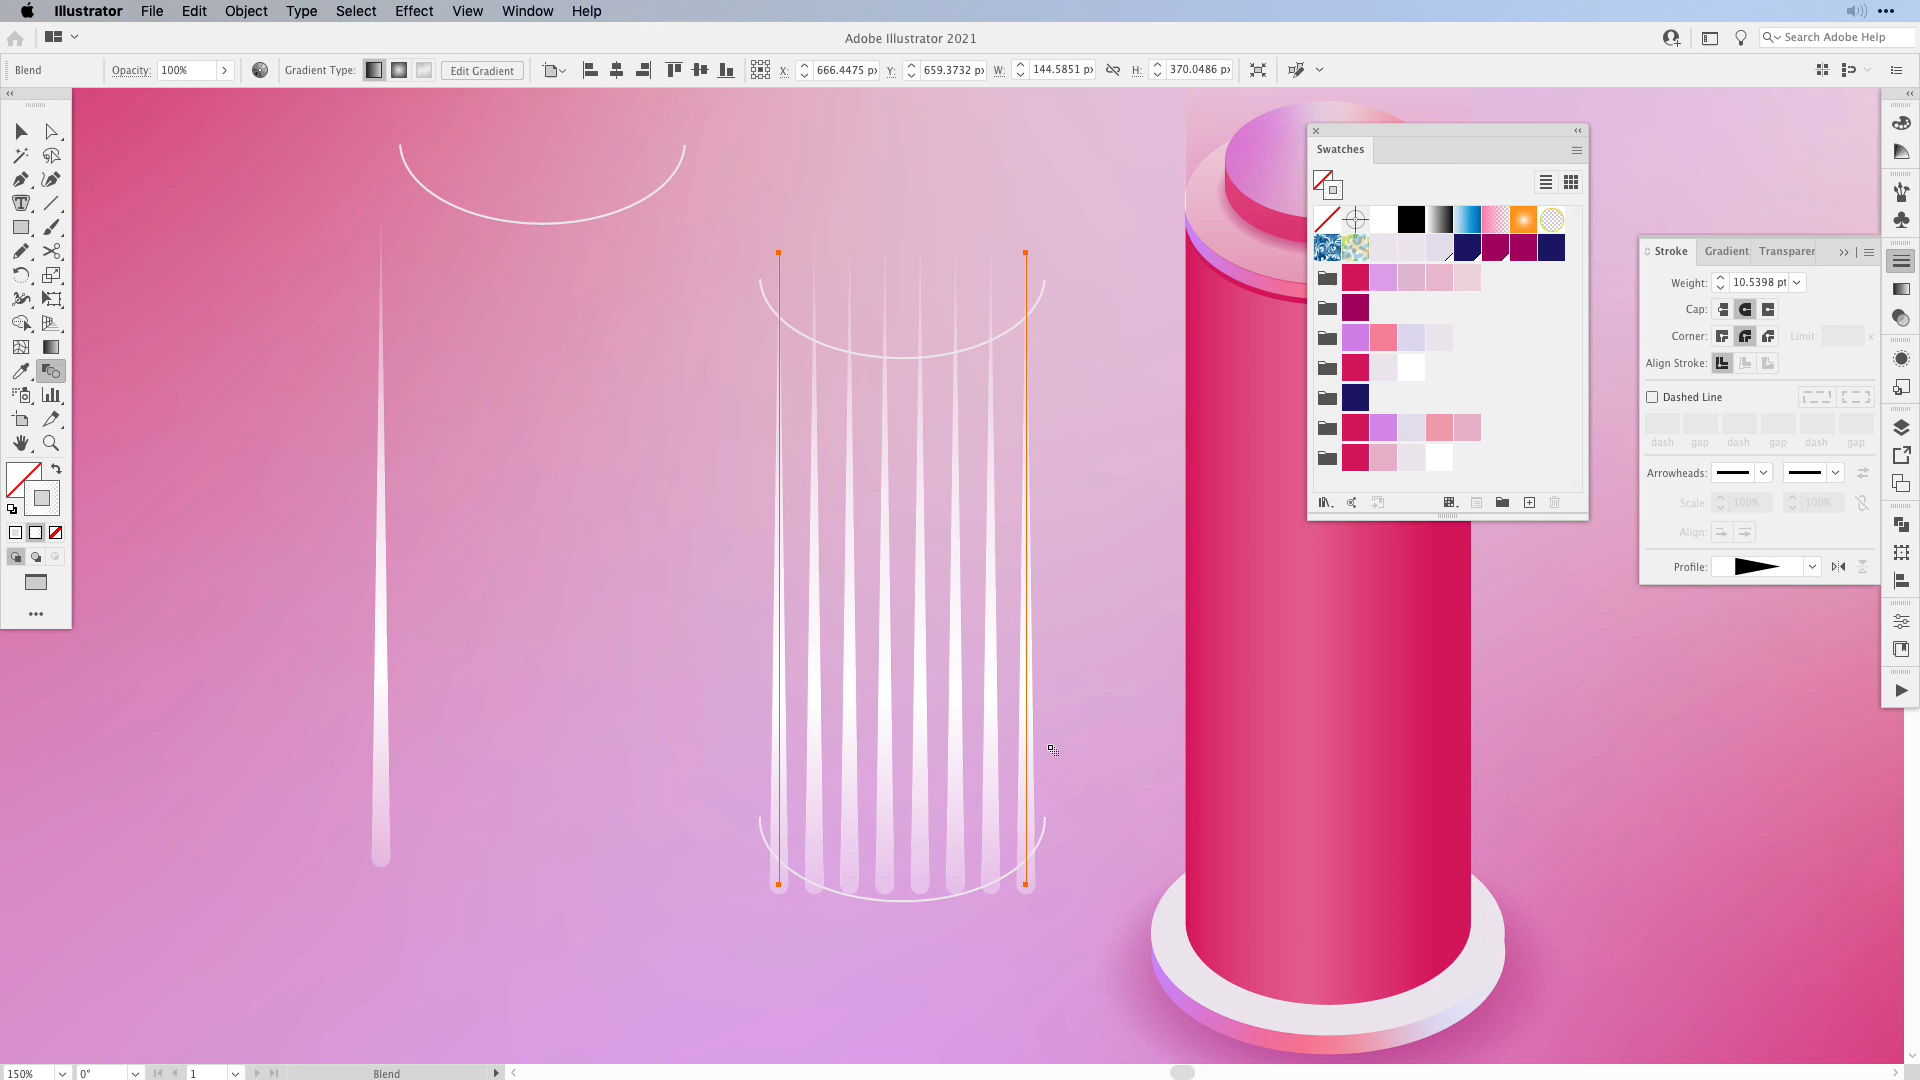 Illustrator File Edit Object Type Select Effect View Window Help
Adobe Illustrator 2021
Search Adobe Help
Blend Opacity: 100% Gradient Type: Edit Gradient X: 666.4475 px Y: 659.3732 px W: 144.5851 px H: 370.0486 px
Swatches
Stroke Gradient Transparer
Weight: 10.5398 pt
Cap:
Corner: Limit: x
Align Stroke:
Dashed Line
dash gap dash gap dash gap
Arrowheads:
Scale: 100% 100%
Align:
Profile:
150% 0° 1 Blend